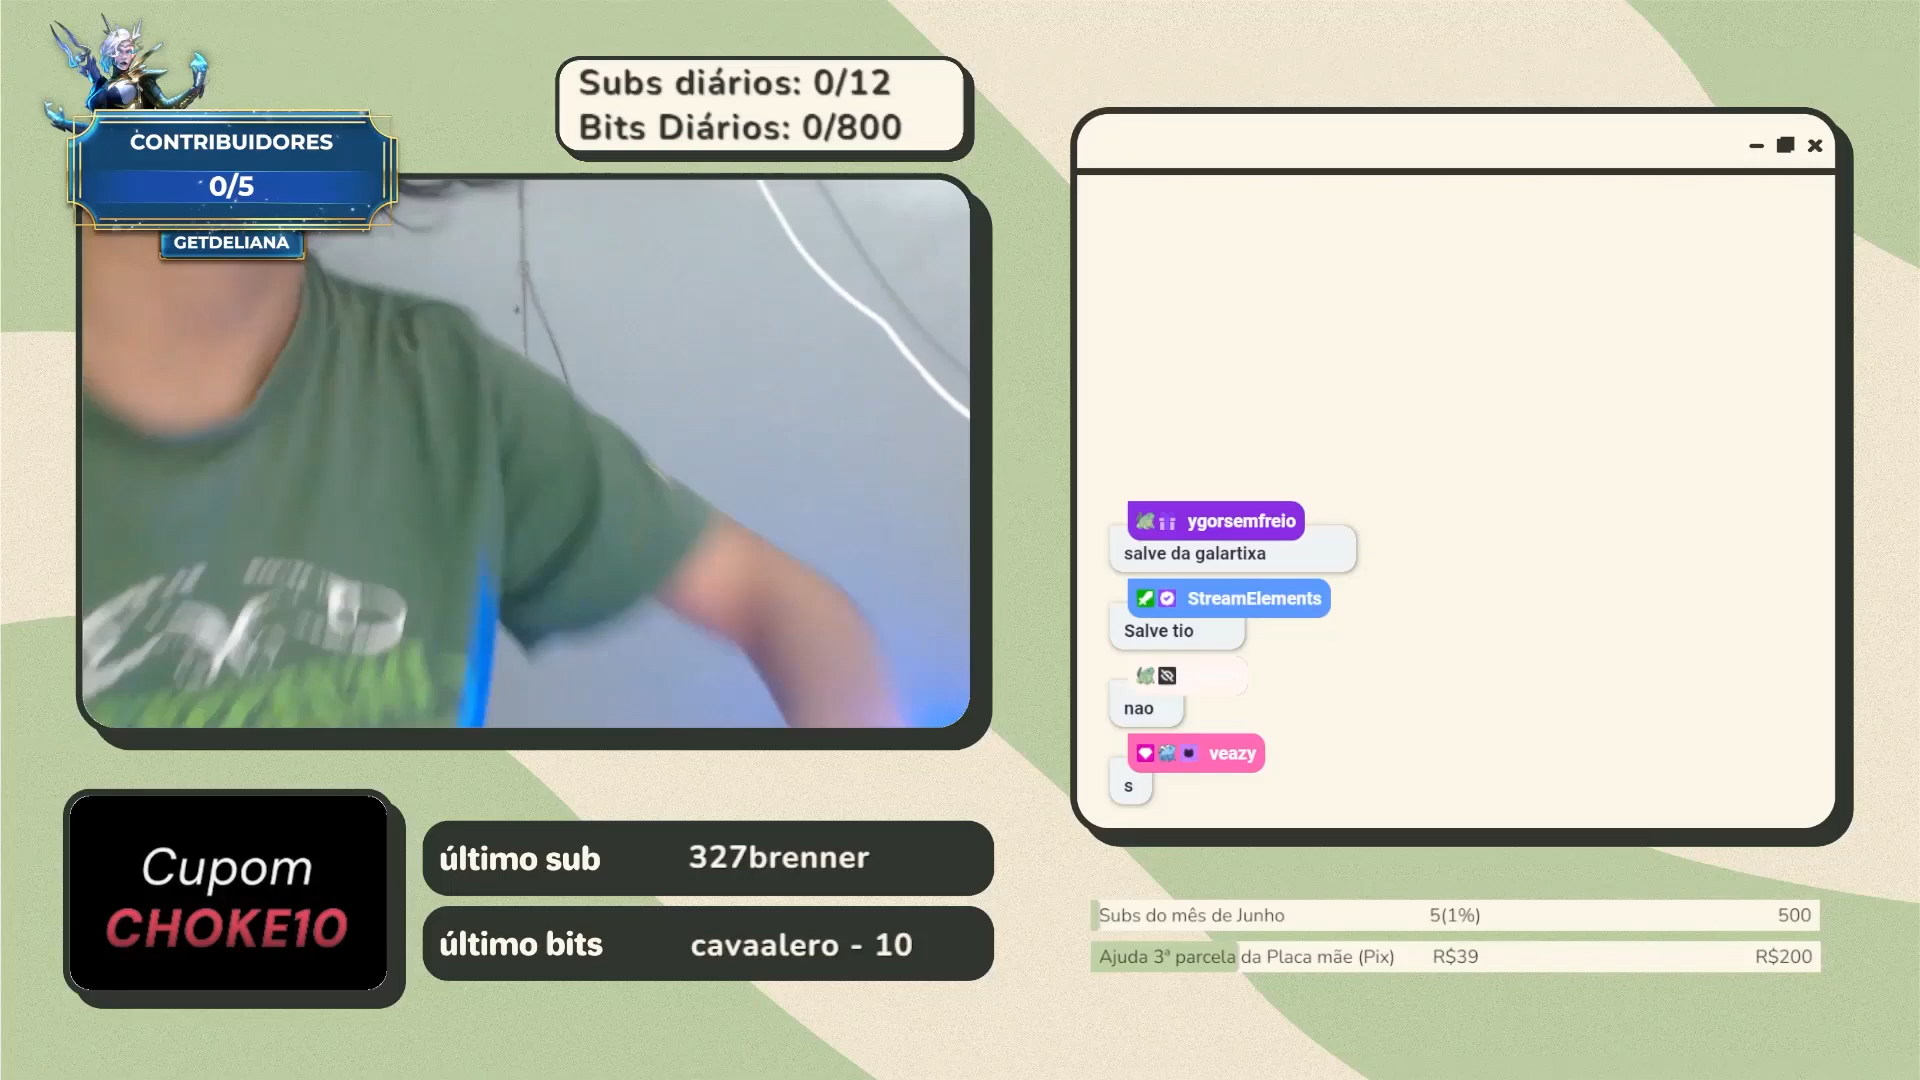 CONTRIBUIDORES
0/5
GETDELIANA
Subs diários: 0/12
Bits Diários: 0/800
ygorsemfreio
salve da galartixa
StreamElements
Salve tio
nao
veazy
s
Cupom
CHOKE10
último sub 327brenner
último bits cavaalero - 10
Subs do mês de Junho 5(1%) 500
Ajuda 3ª parcela da Placa mãe (Pix) R$39 R$200